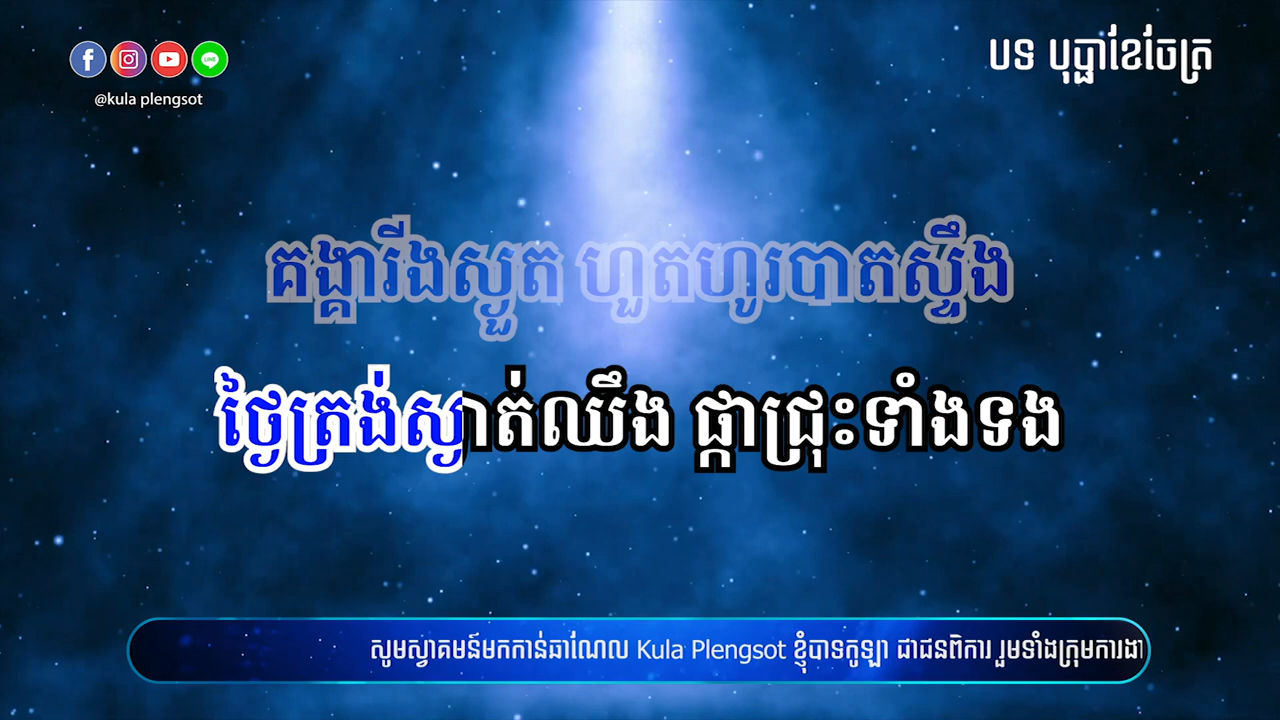 បទ បុប្ផាខែចែត្រ
@kula plengsot
គង្គារីងស្ងួត ហួតហូរបាតស្ទឹង
ថ្ងៃត្រង់ស្ងាត់ឈឹង ផ្កាជ្រុះទាំងទង
សូមស្វាគមន៍មកកាន់ឆាណែល Kula Plengsot ខ្ញុំបាទកូឡា ជាជនពិការ រួមទាំងក្រុមការងា